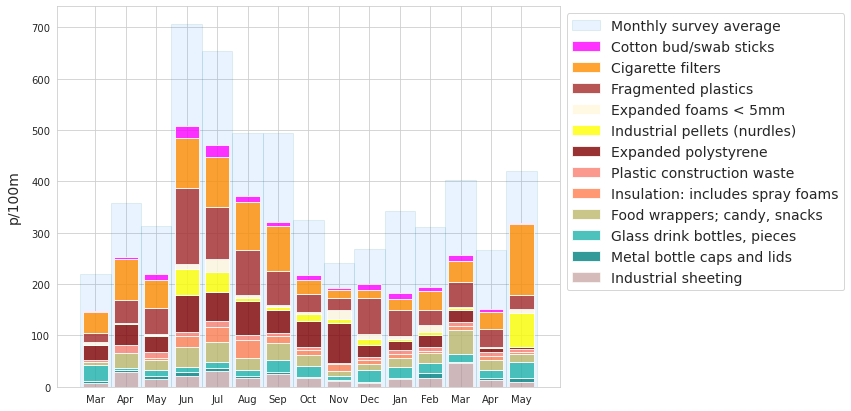 700
600
500
400
300
200
100
0
p/100m
Mar Apr May Jun Jul Aug Sep Oct Nov Dec Jan Feb Mar Apr May
Monthly survey average
Cotton bud/swab sticks
Cigarette filters
Fragmented plastics
Expanded foams < 5mm
Industrial pellets (nurdles)
Expanded polystyrene
Plastic construction waste
Insulation: includes spray foams
Food wrappers; candy, snacks
Glass drink bottles, pieces
Metal bottle caps and lids
Industrial sheeting